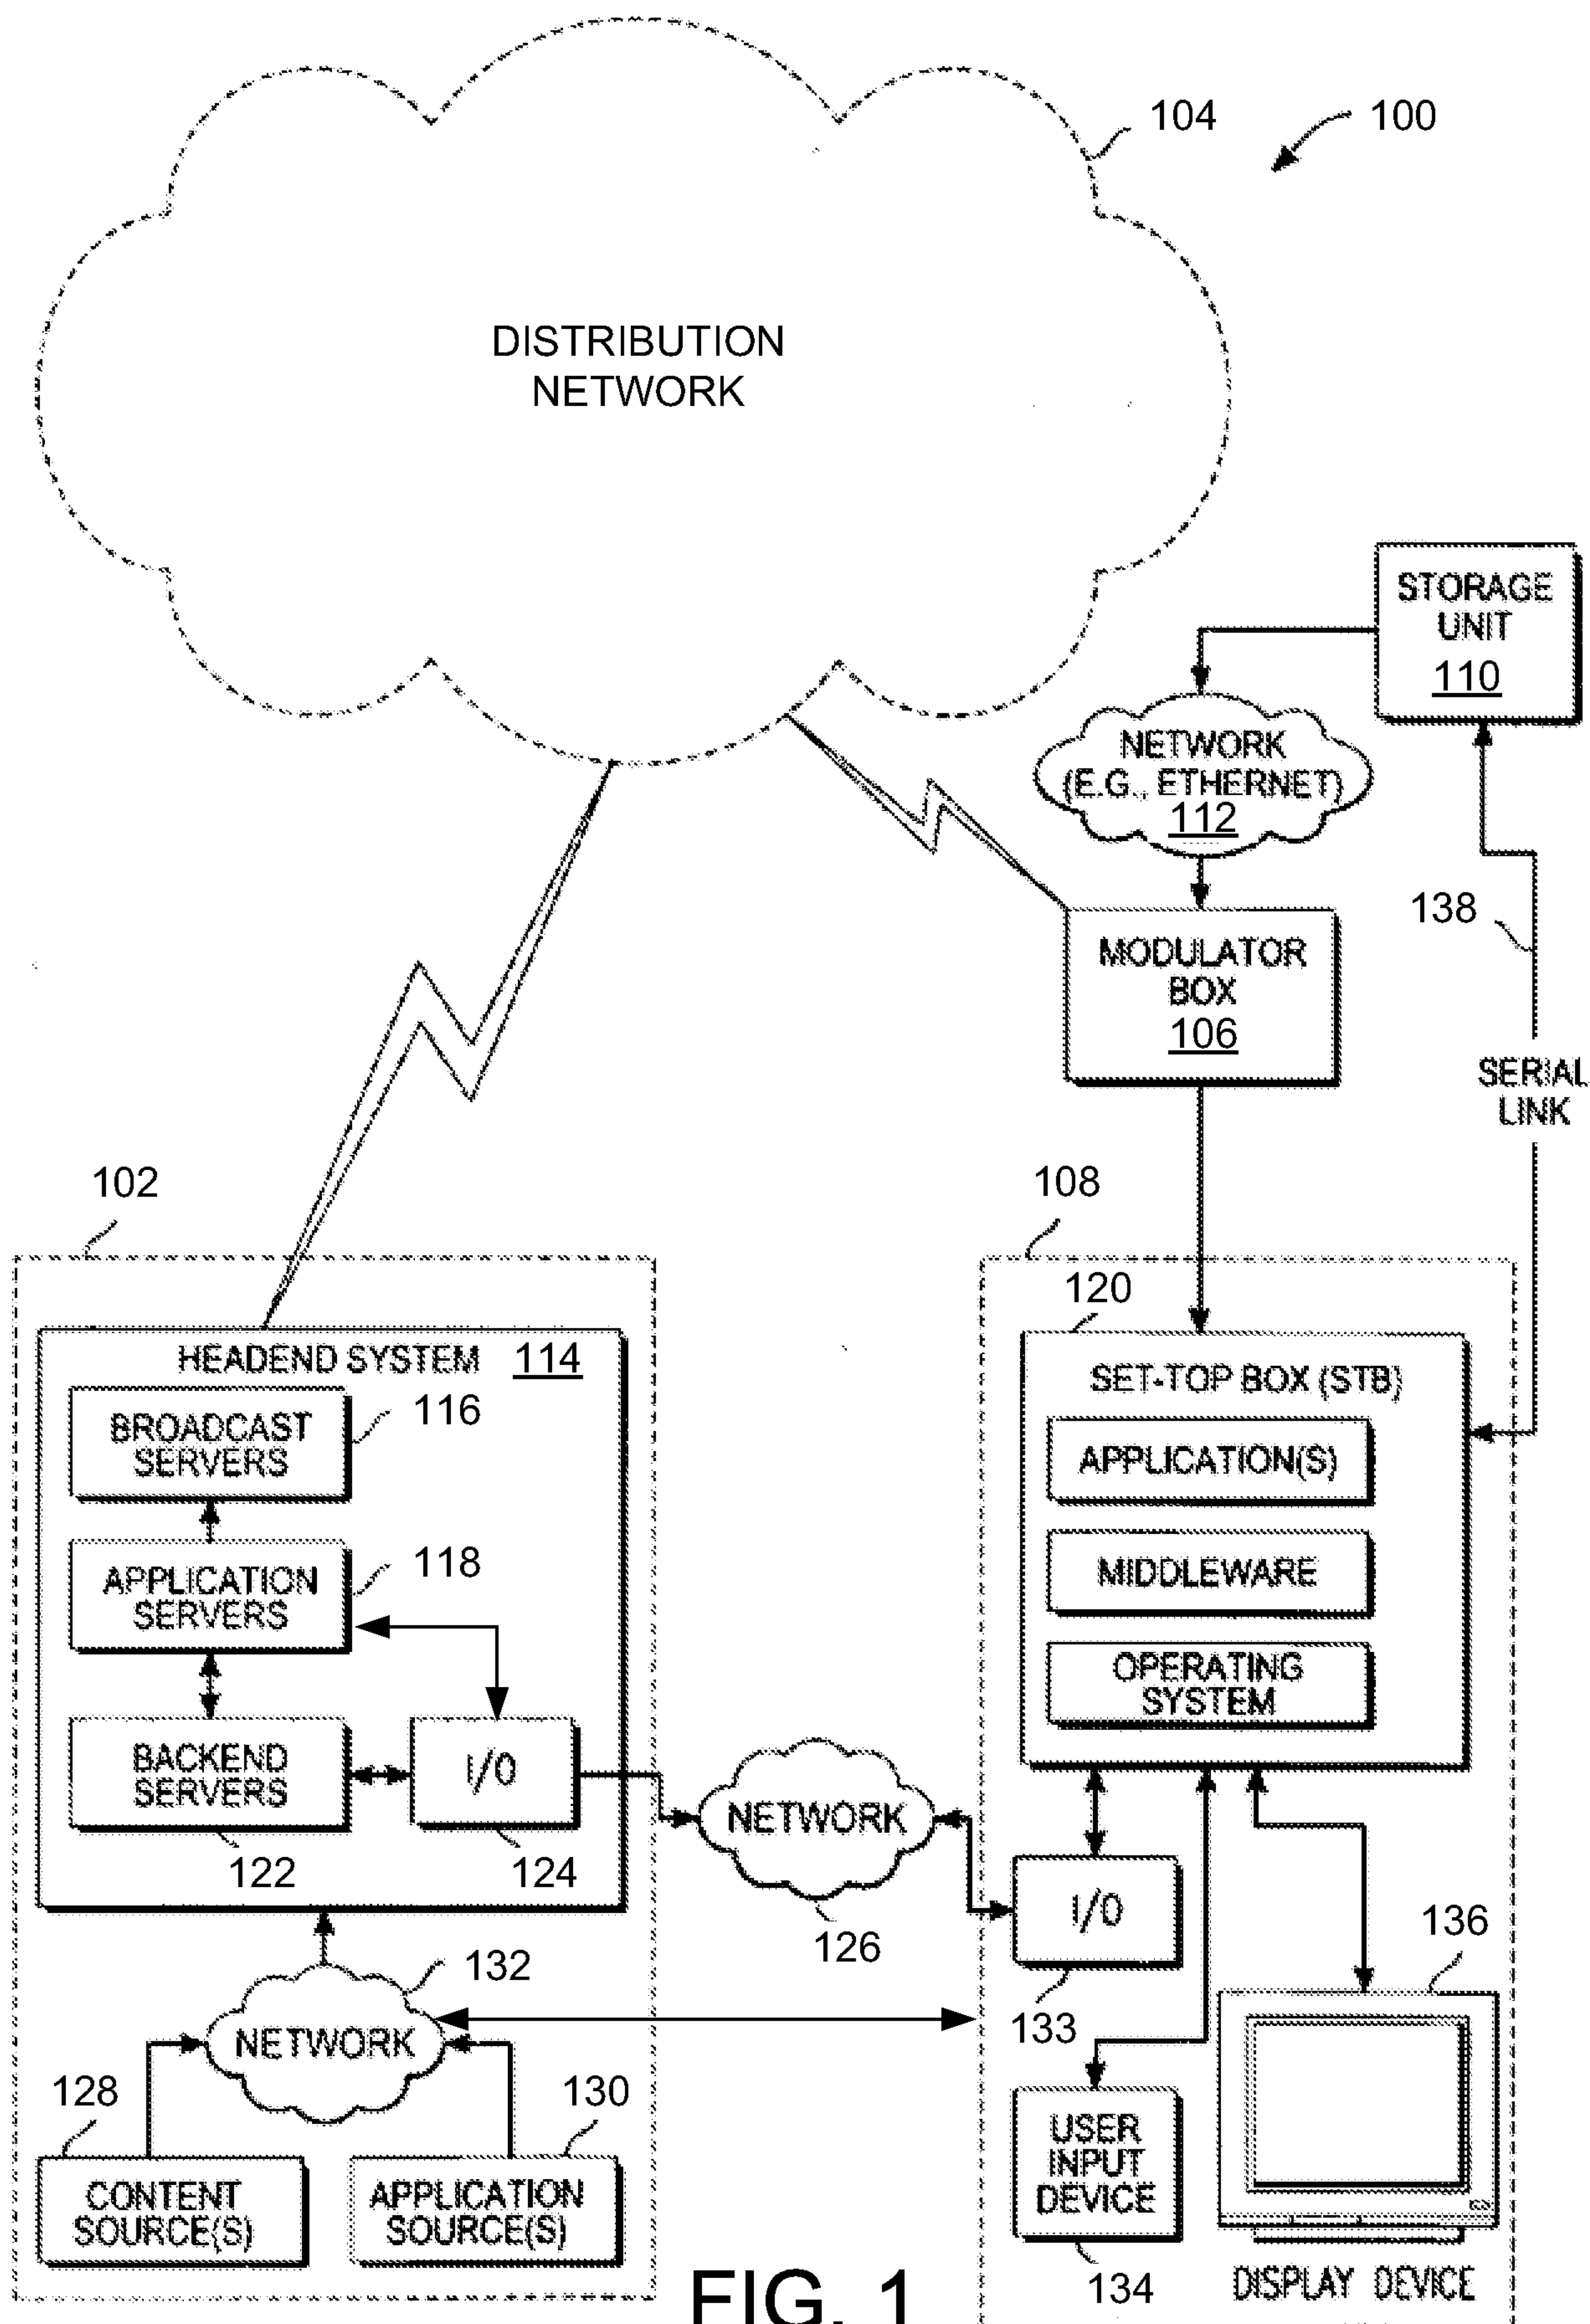 104
100
DISTRIBUTION
NETWORK
STORAGE
UNIT
110
NETWORK
(E.G., ETHERNET)
112
138
MODULATOR
BOX
106
SERIAL
LINK
102
108
120
HEADEND SYSTEM 114
SET-TOP BOX (STB)
BROADCAST
SERVERS
116
APPLICATION(S)
APPLICATION
SERVERS
118
MIDDLEWARE
OPERATING
SYSTEM
BACKEND
SERVERS
I/O
NETWORK
122
124
126
I/O
136
132
NETWORK
133
128
130
USER
INPUT
DEVICE
CONTENT
SOURCE(S)
APPLICATION
SOURCE(S)
134
DISPLAY DEVICE
FIG. 1